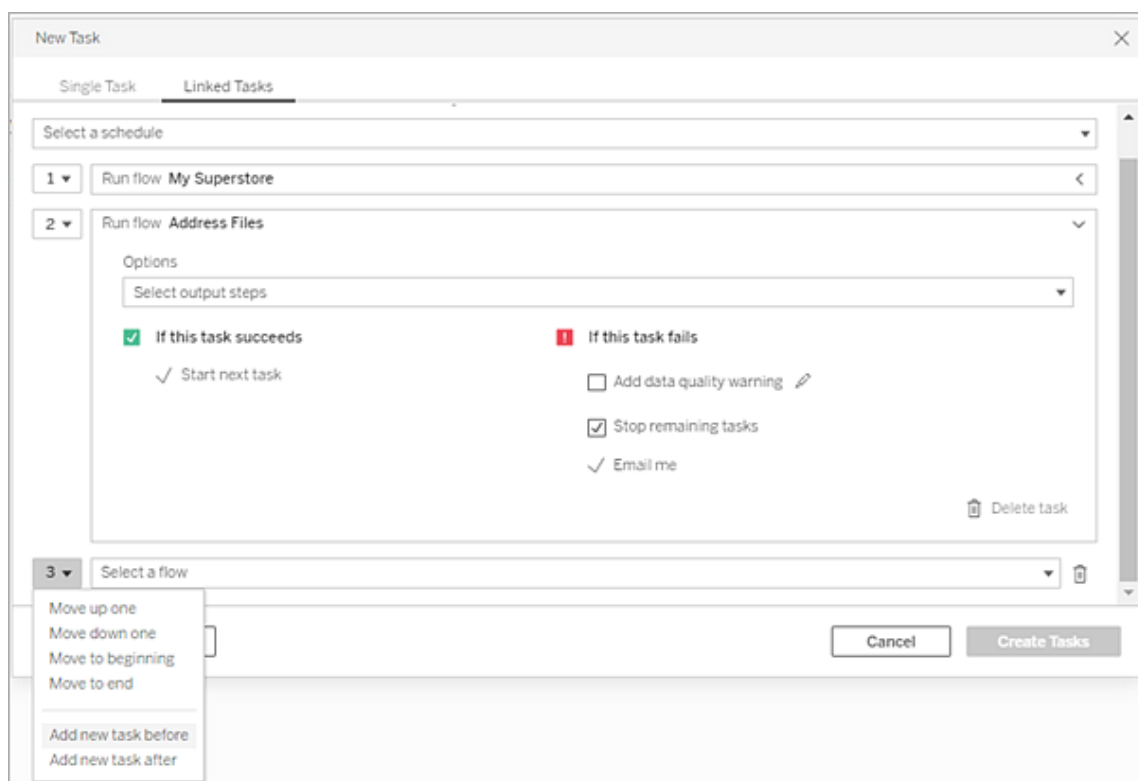 New Task
Single Task Linked Tasks
Select a schedule
1 Run flow My Superstore
2 Run flow Address Files
Options
Select output steps
If this task succeeds If this task fails
Start next task Add data quality warning
Stop remaining tasks
Email me
Delete task
3 Select a flow
Move up one
Move down one
Move to beginning
Move to end
Cancel Create Tasks
Add new task before
Add new task after